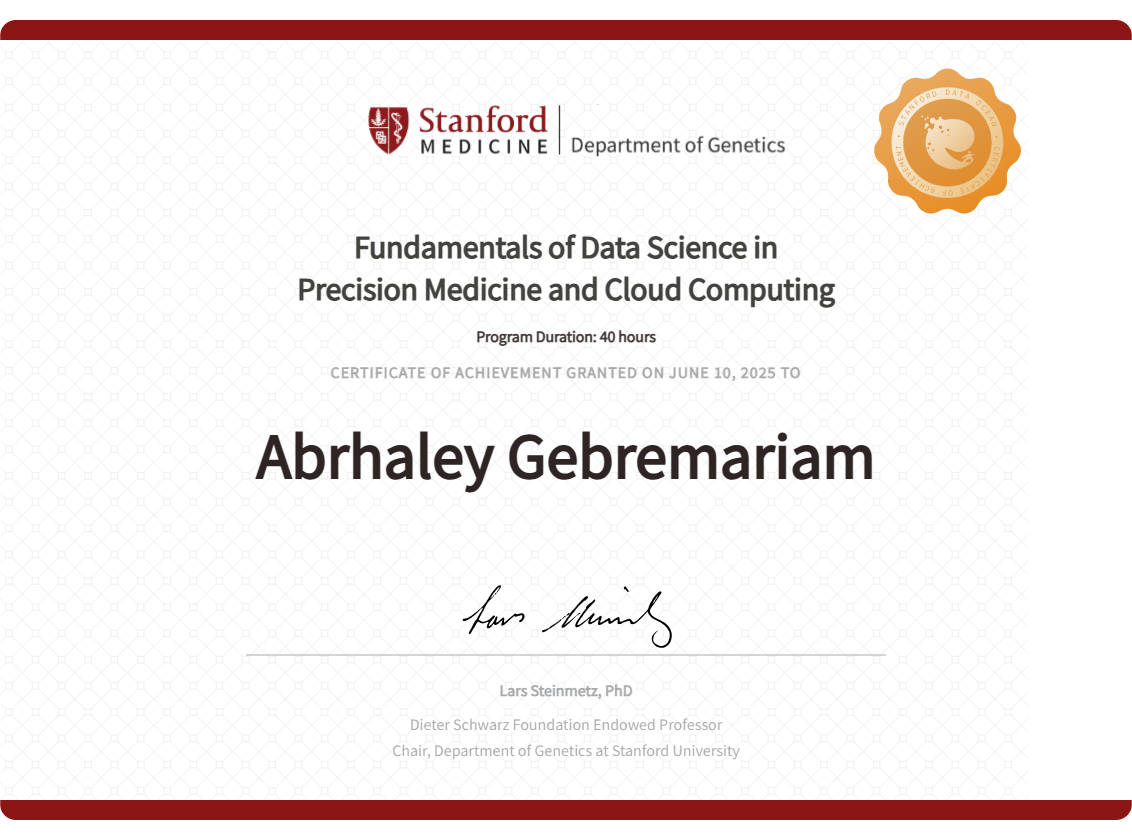 Stanford
MEDICINE
Department of Genetics
STANFORD DATA OCEAN • CERTIFICATE OF ACHIEVEMENT •
Fundamentals of Data Science in
Precision Medicine and Cloud Computing
Program Duration: 40 hours
CERTIFICATE OF ACHIEVEMENT GRANTED ON JUNE 10, 2025 TO
Abrhaley Gebremariam
Lars Steinmetz, PhD
Dieter Schwarz Foundation Endowed Professor
Chair, Department of Genetics at Stanford University